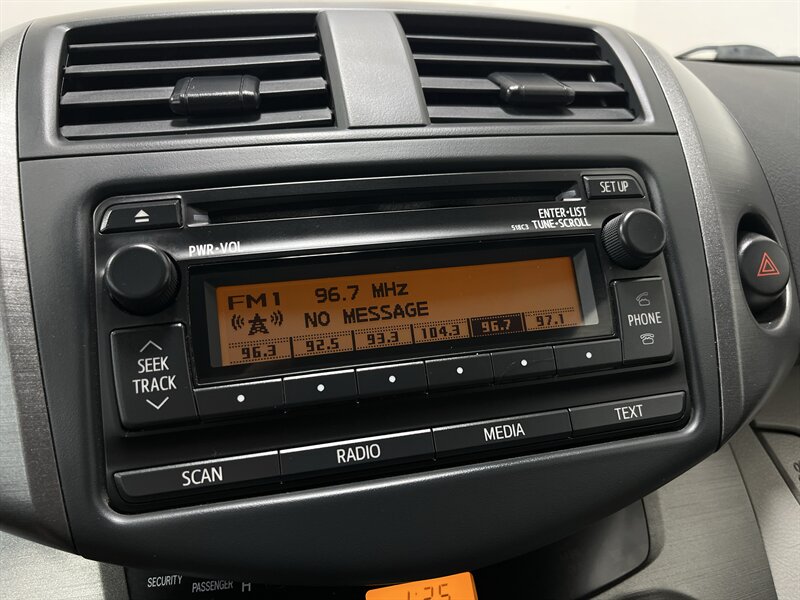 SET UP
ENTER•LIST
518C3 TUNE•SCROLL
PWR•VOL
FM1 96.7 MHz
NO MESSAGE
96.3 92.5 93.3 104.3 96.7 97.1
SEEK
TRACK
PHONE
SCAN RADIO MEDIA TEXT
SECURITY PASSENGER
1:25